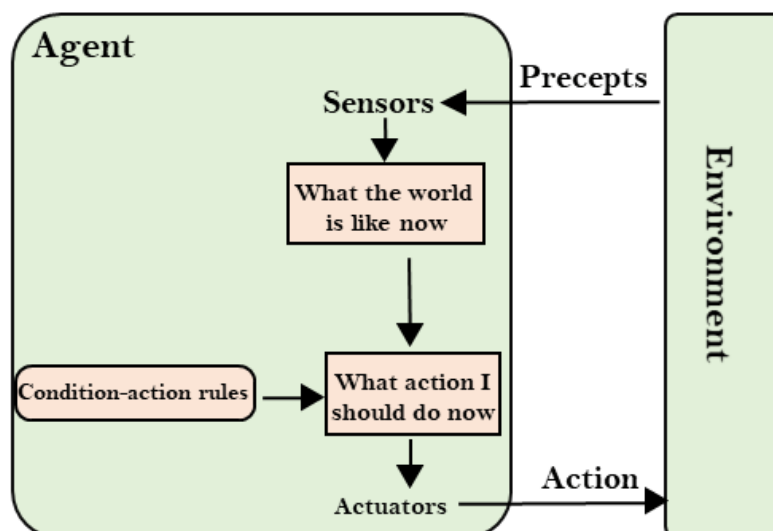 Agent
Precepts
Sensors
What the world
is like now
Environment
Condition-action rules
What action I
should do now
Action
Actuators